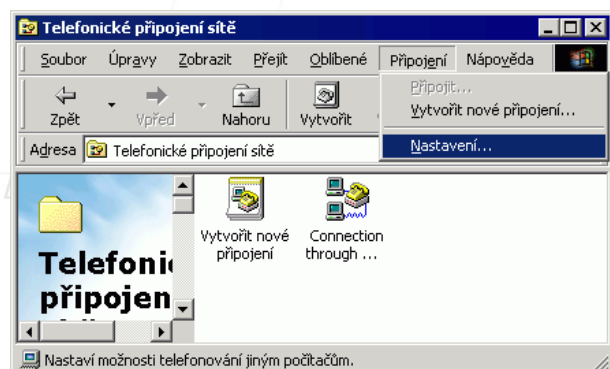 Telefonické připojení sítě
Soubor Úpravy Zobrazit Přejít Oblíbené Připojení Nápověda
Připojit...
Vytvořit nové připojení...
Nastavení...
Zpět Vpřed Nahoru Vytvořit
Adresa Telefonické připojení sítě
Vytvořit nové připojení
Connection through ...
Telefoni
připojen
Nastaví možnosti telefonování jiným počítačům.